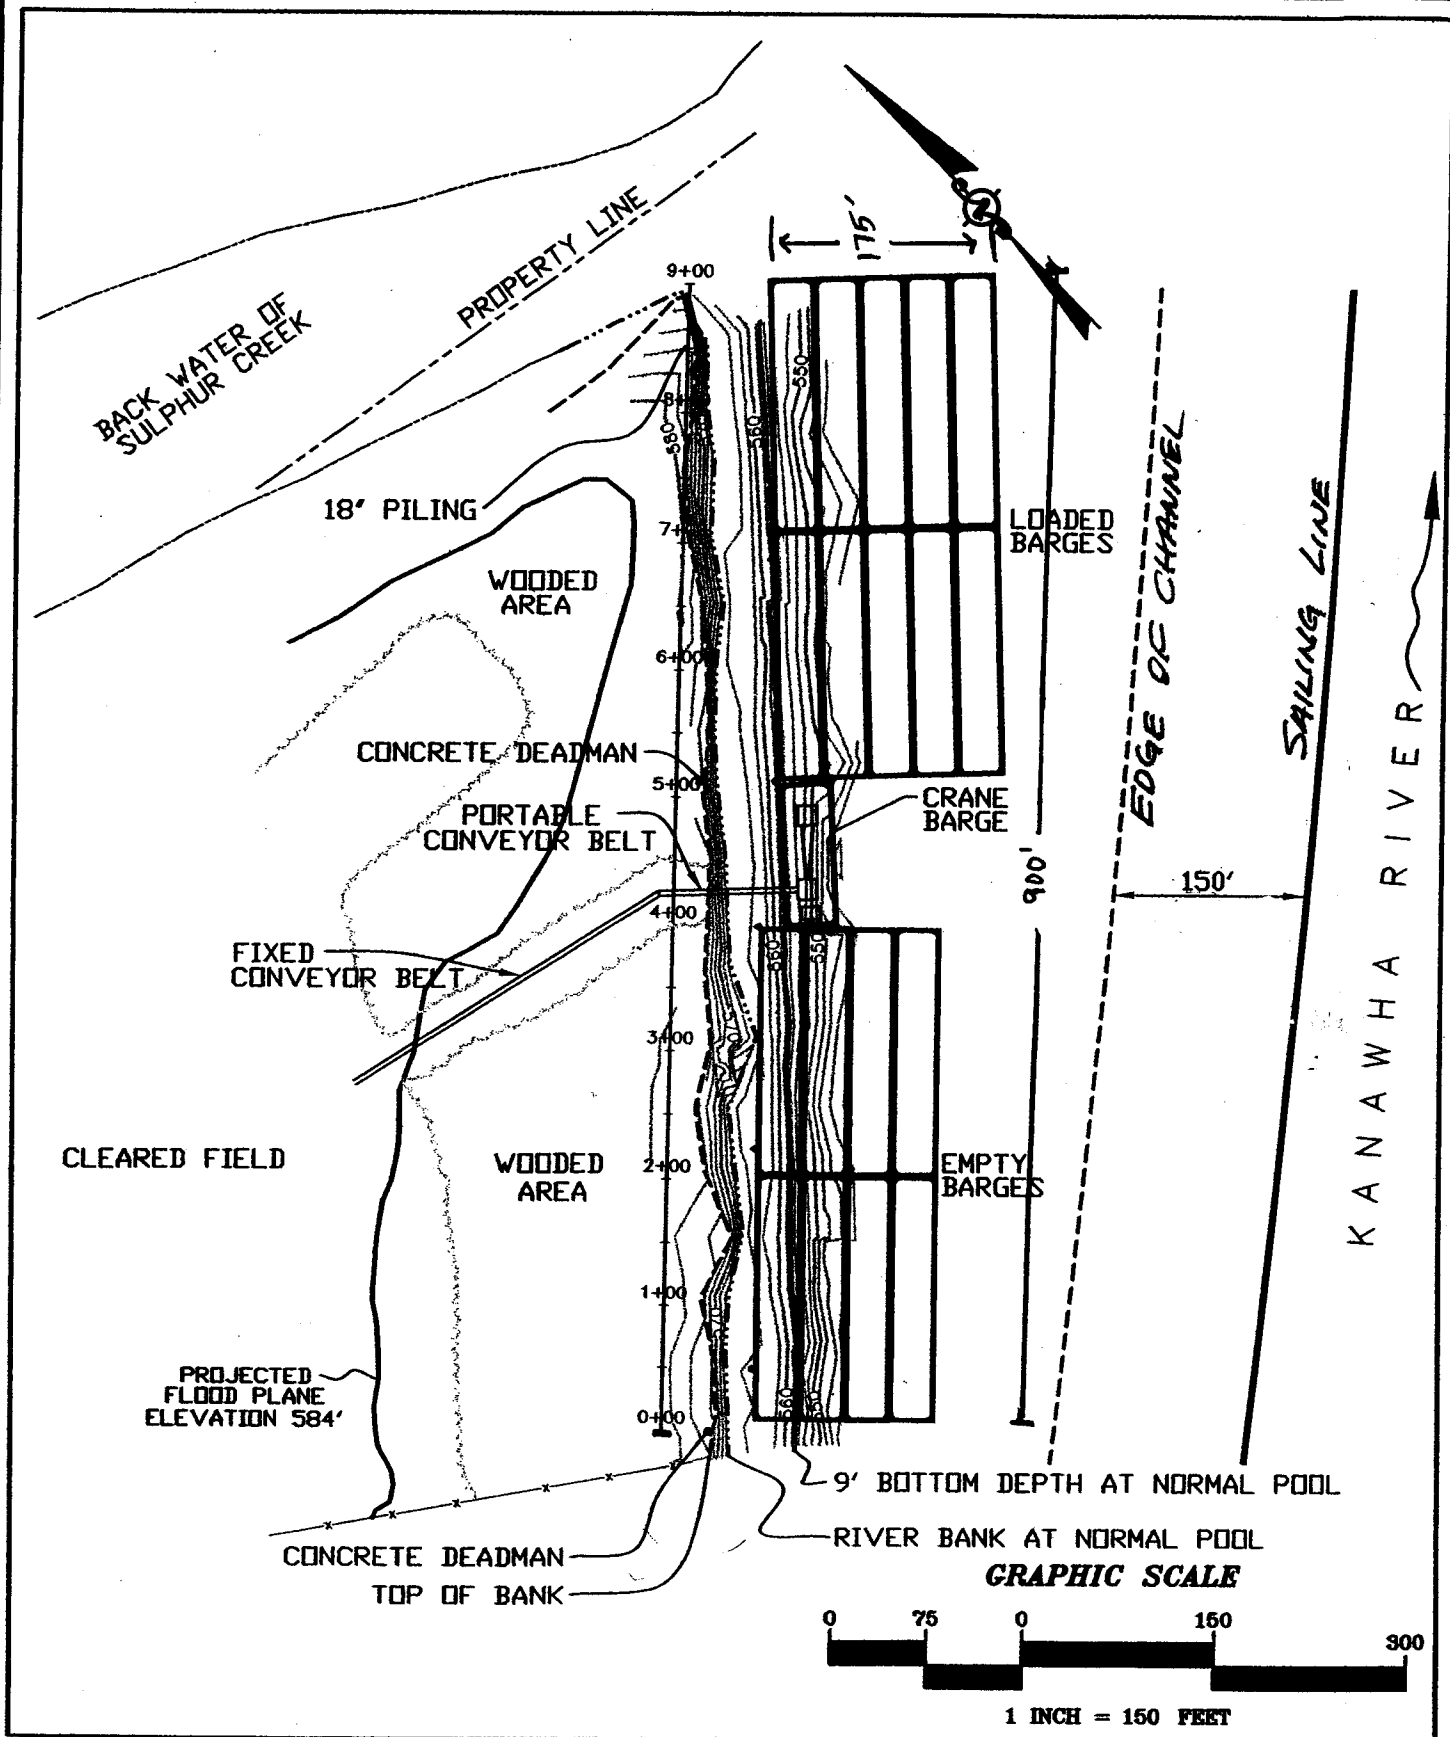 175'
N
PROPERTY LINE
BACK WATER OF
SULPHUR CREEK
9+00
550
8+
560
580
18" PILING
7+
LOADED
BARGES
EDGE OF CHANNEL
SAILING LINE
WOODED
AREA
6+00
CONCRETE DEADMAN
5+00
PORTABLE
CONVEYOR BELT
CRANE
BARGE
900'
150'
KANAWHA RIVER
4+00
FIXED
CONVEYOR BELT
560
550
3+00
570
CLEARED FIELD
WOODED
AREA
2+00
EMPTY
BARGES
1+00
570
PROJECTED
FLOOD PLANE
ELEVATION 584'
560
550
0+00
9' BOTTOM DEPTH AT NORMAL POOL
RIVER BANK AT NORMAL POOL
CONCRETE DEADMAN
TOP OF BANK
GRAPHIC SCALE
0 75 0 150 300
1 INCH = 150 FEET